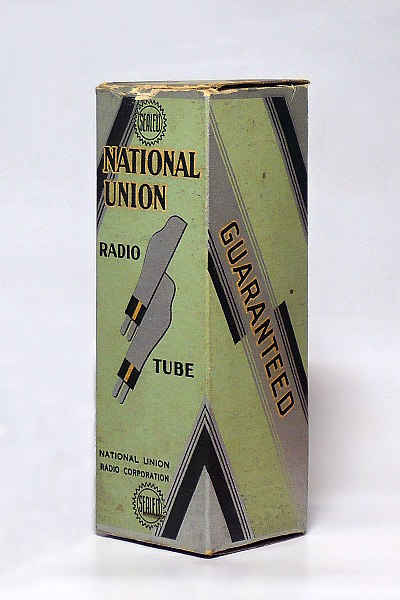 SEALED
NATIONAL
UNION
RADIO
TUBE
NATIONAL UNION
RADIO CORPORATION
SEALED
GUARANTEED